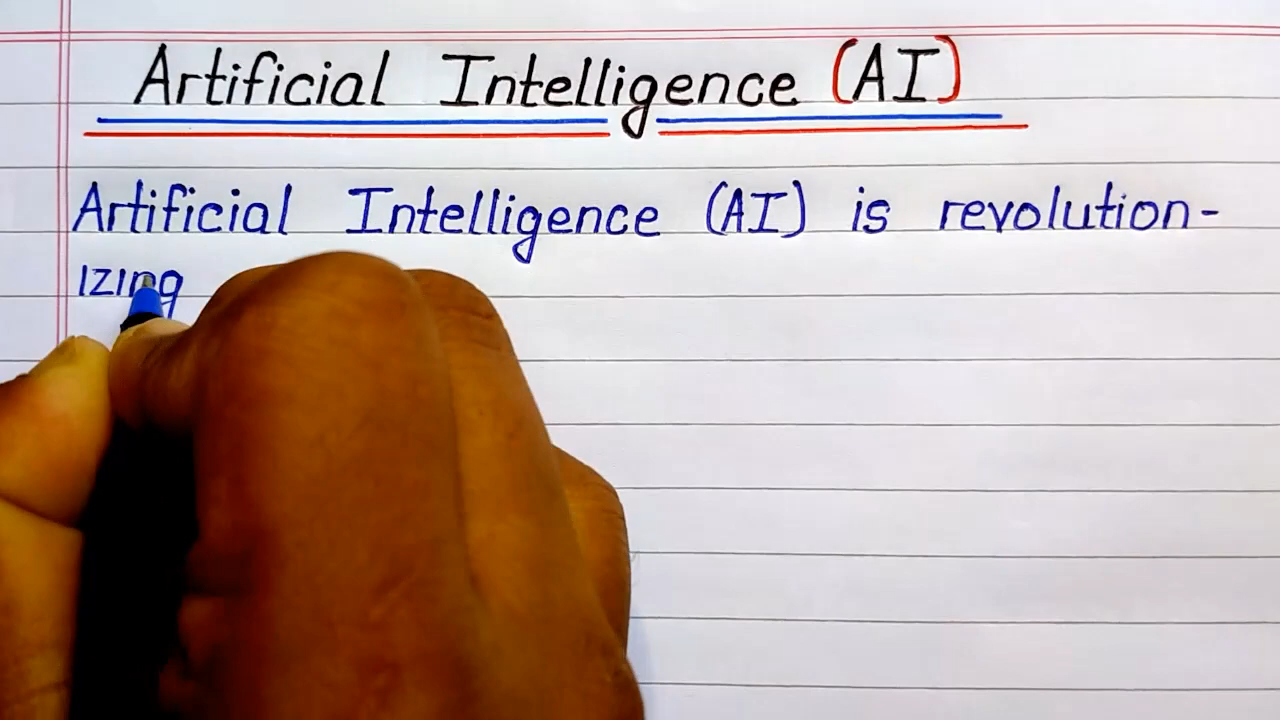 Artificial Intelligence (AI)
Artificial Intelligence (AI) is revolution-
izing